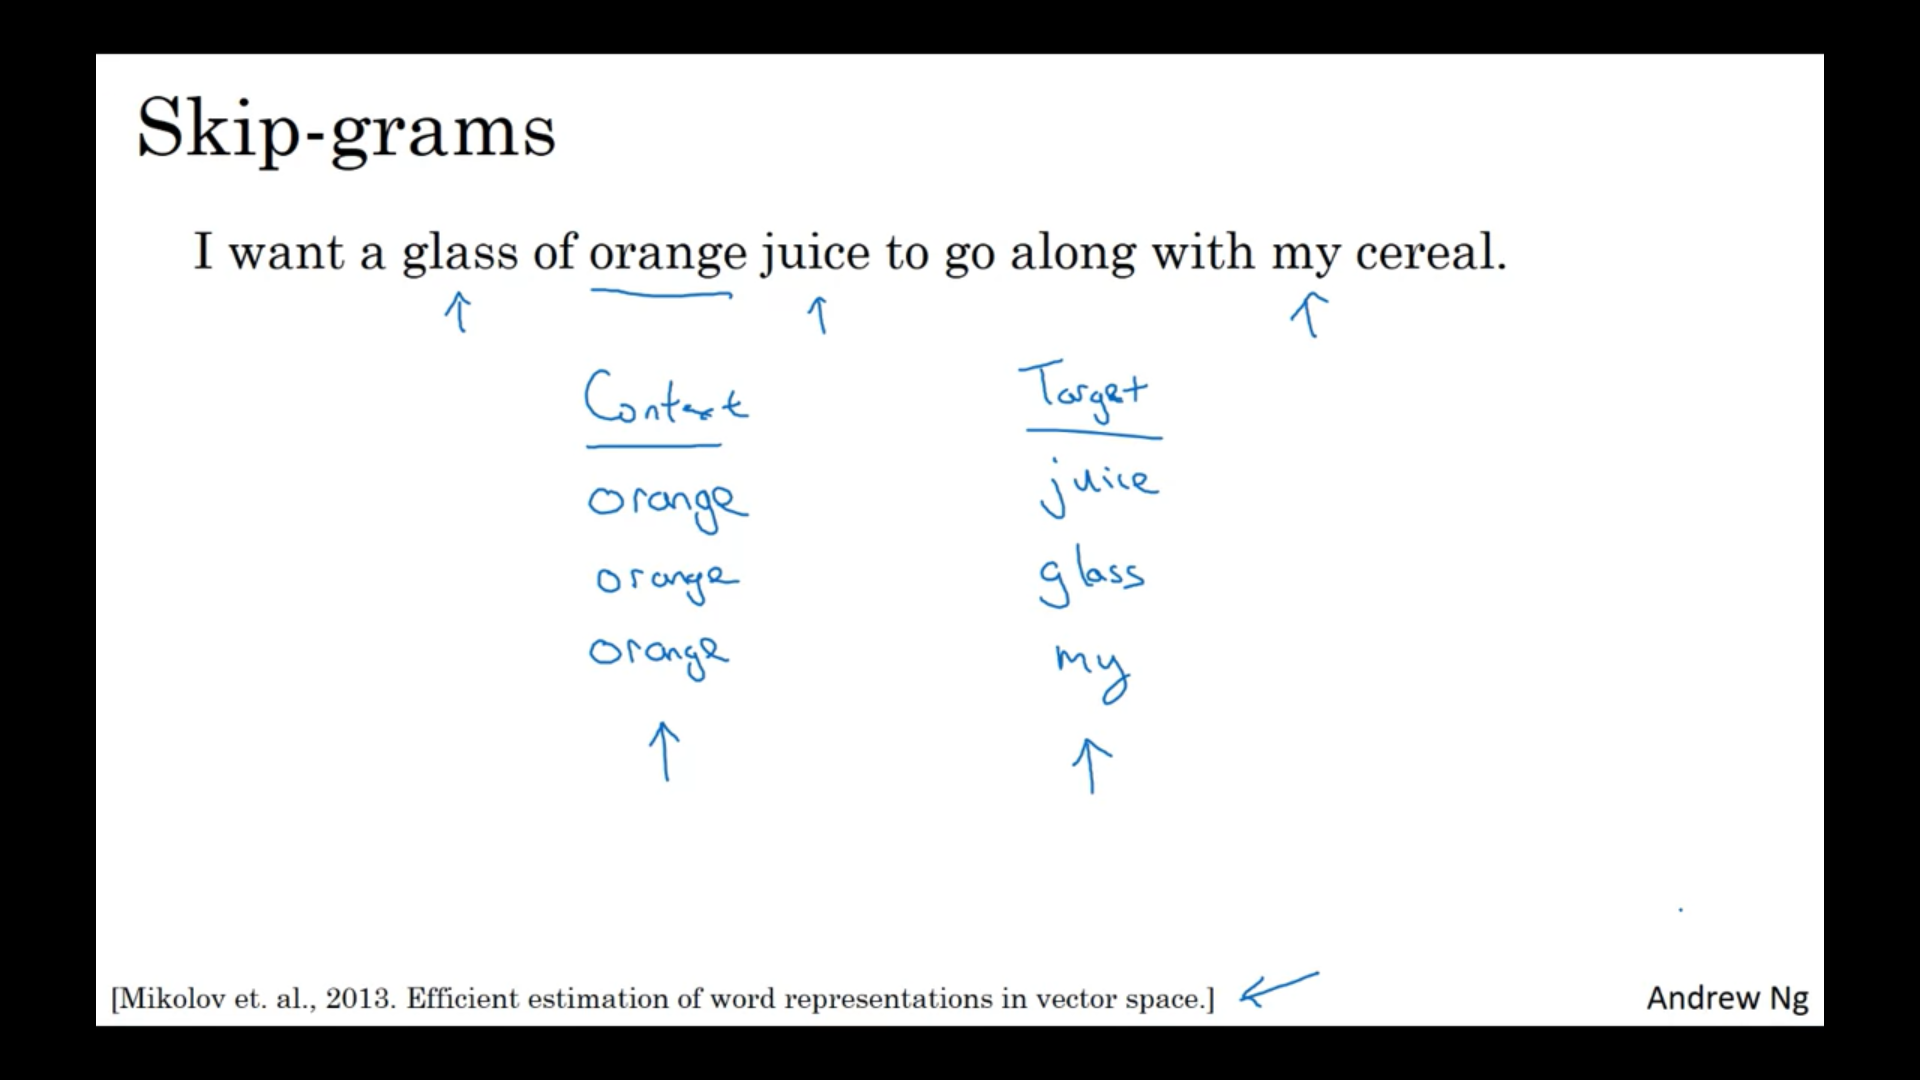 Skip-grams
I want a glass of orange juice to go along with my cereal.
Context Target
orange juice
orange glass
orange my
[Mikolov et. al., 2013. Efficient estimation of word representations in vector space.]
Andrew Ng